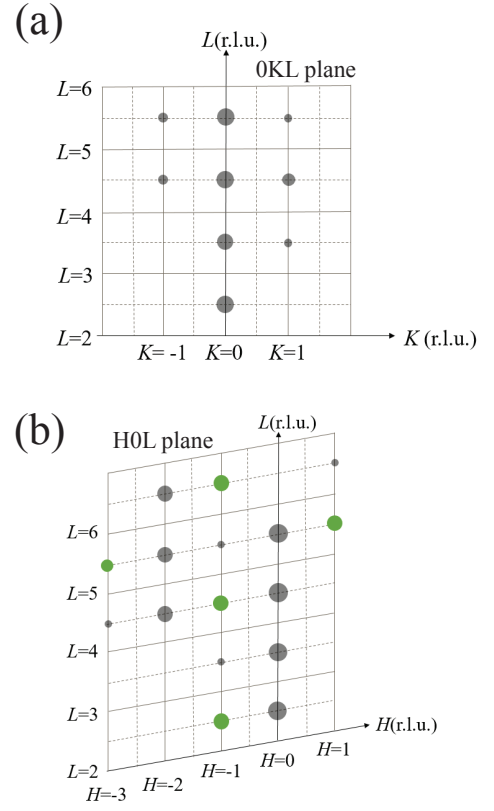 (a)
L(r.l.u.)
0KL plane
L=6
L=5
L=4
L=3
L=2
K (r.l.u.)
K= -1 K=0 K=1
(b)
L(r.l.u.)
H0L plane
L=6
L=5
L=4
L=3
L=2
H(r.l.u.)
H=-3 H=-2 H=-1 H=0 H=1